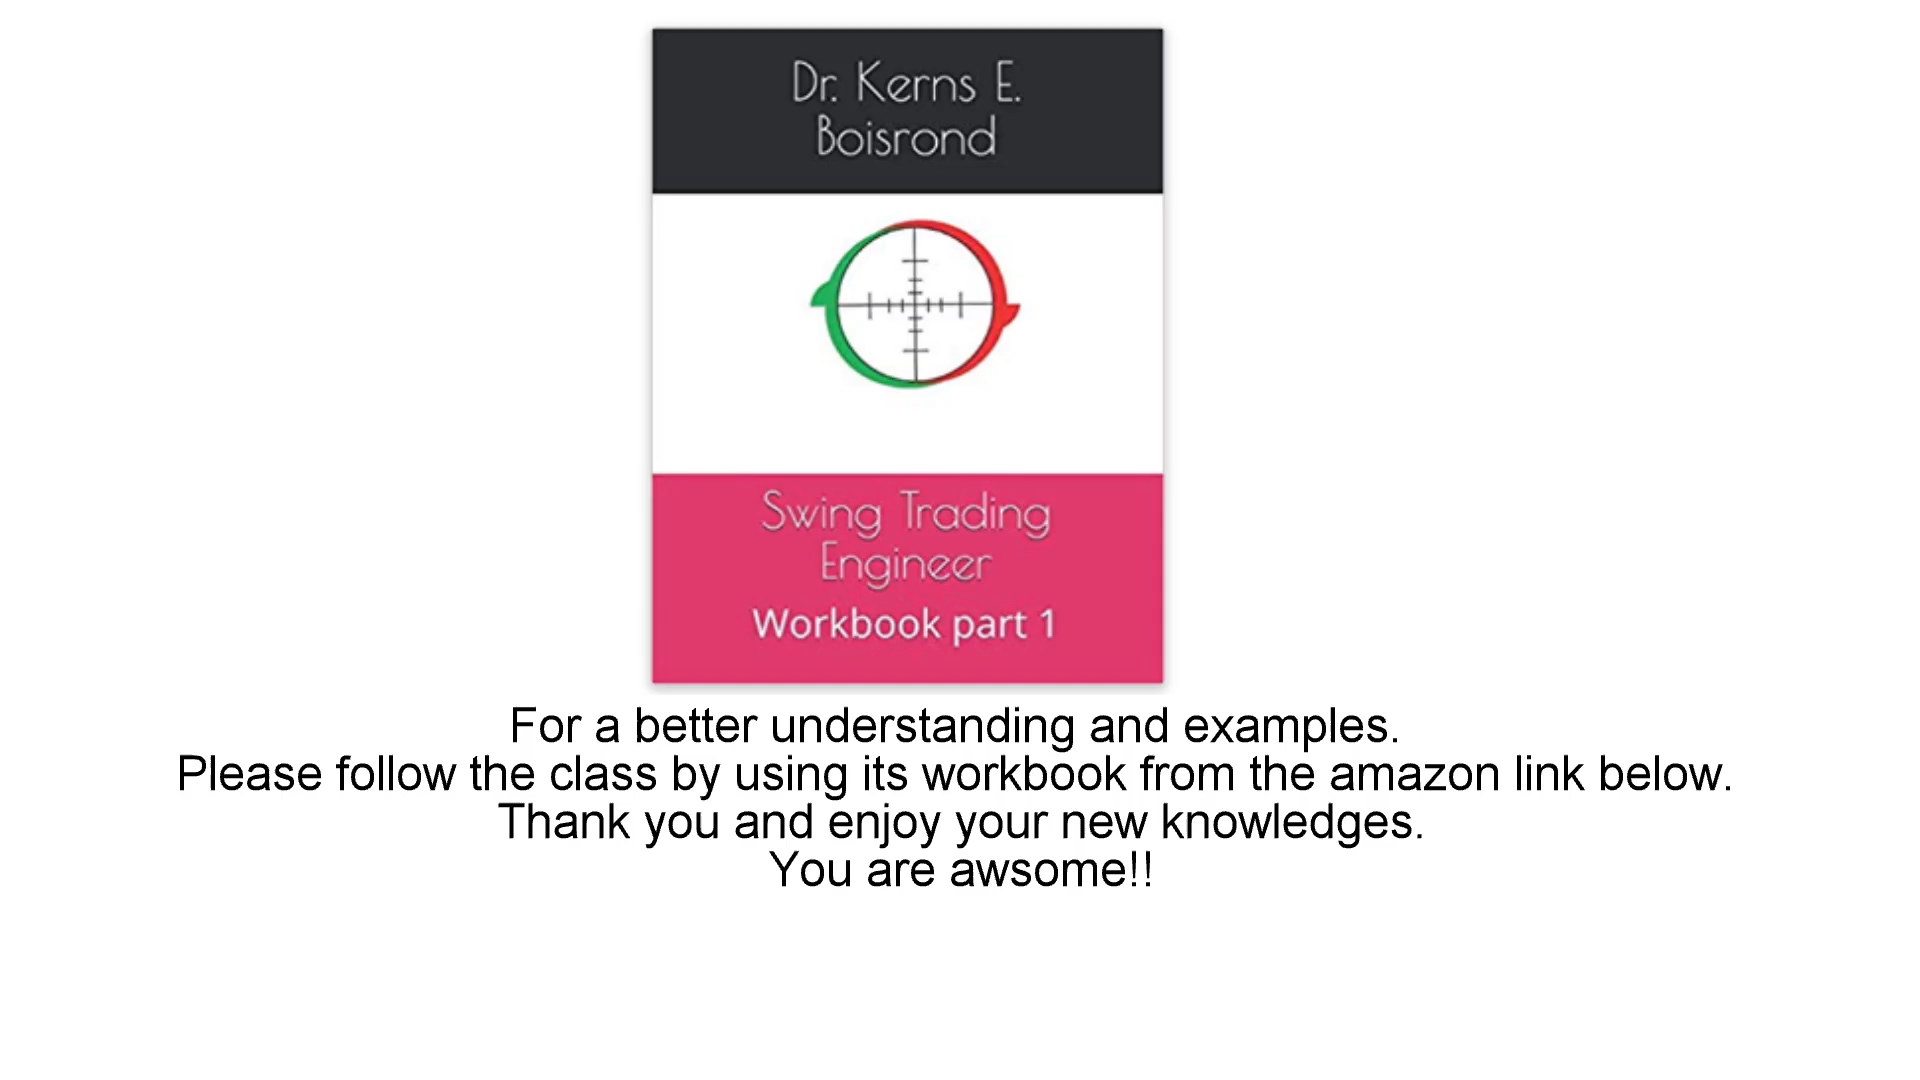 Dr. Kerns E.
Boisrond
Swing Trading
Engineer
Workbook part 1
For a better understanding and examples.
Please follow the class by using its workbook from the amazon link below.
Thank you and enjoy your new knowledges.
You are awsome!!